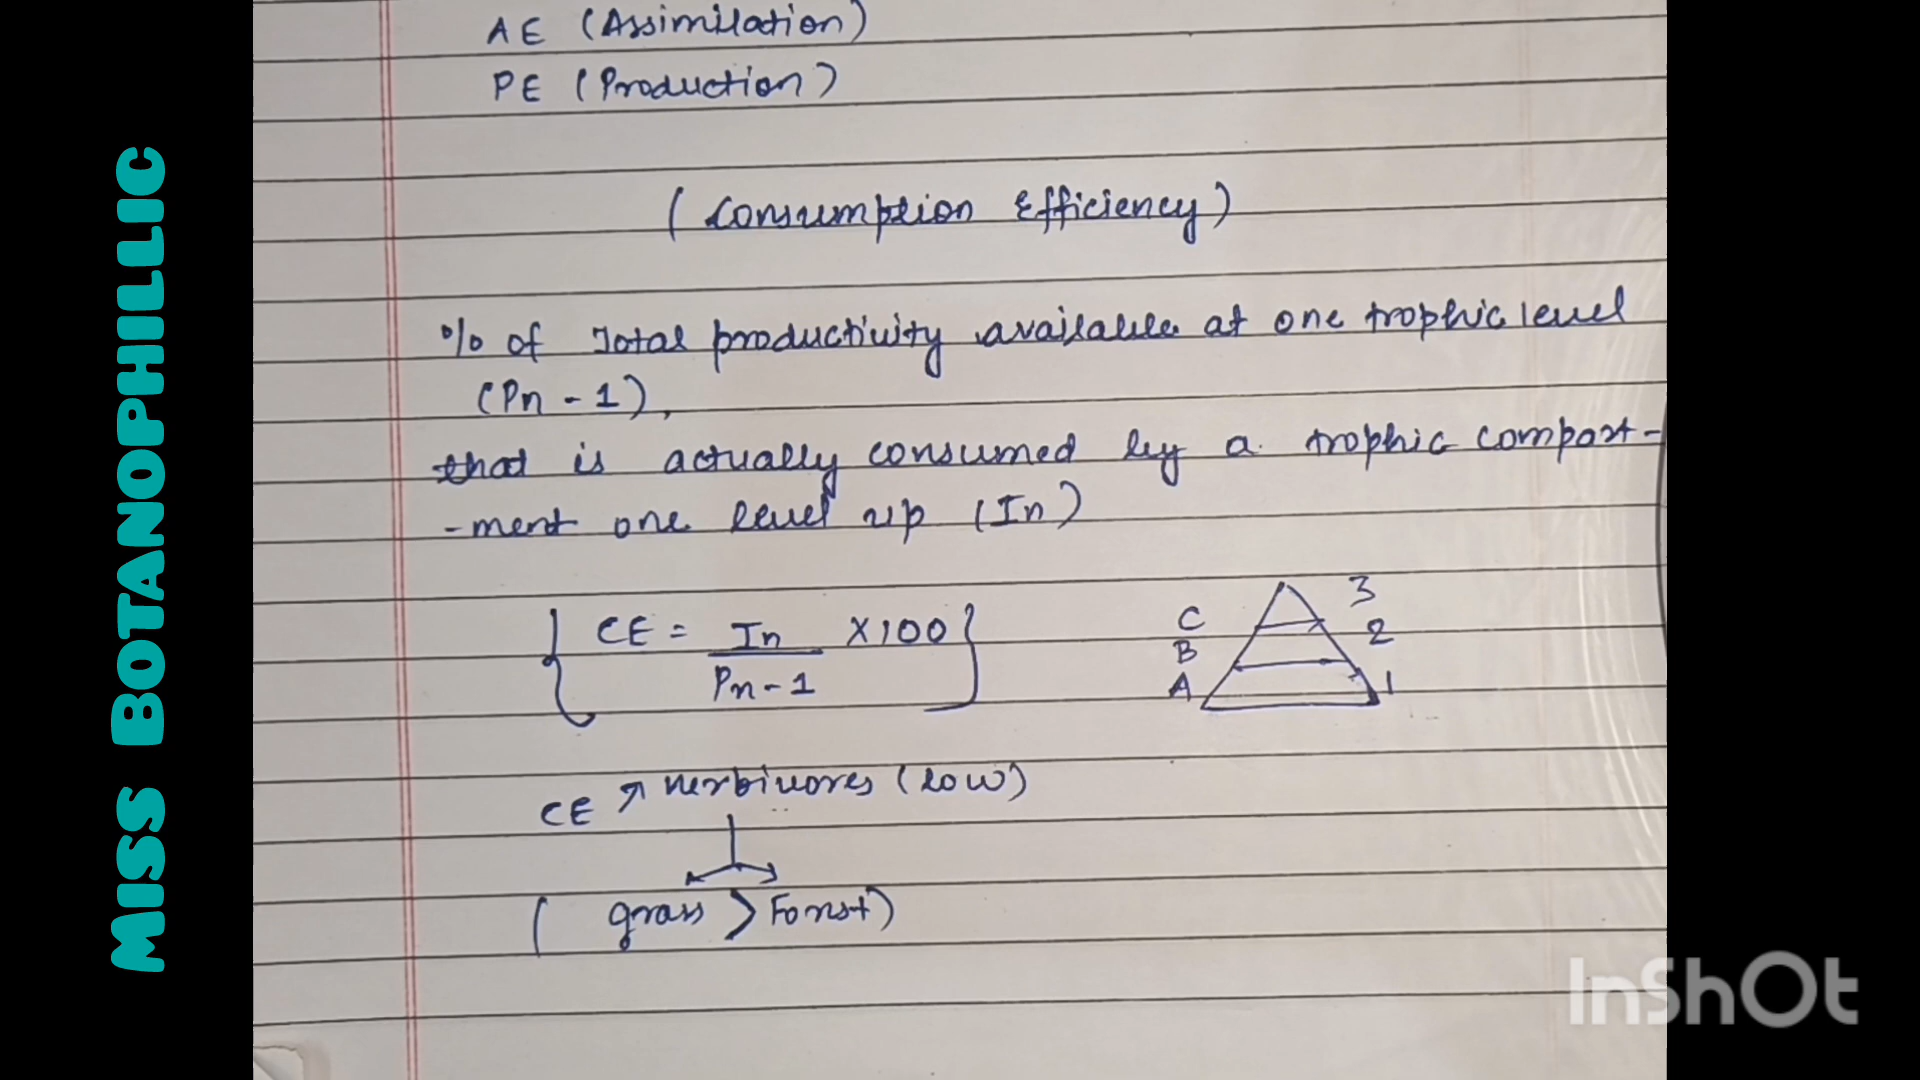 MISS BOTANOPHILLIC
AE (Assimilation)
PE (Production)
(Consumption Efficiency)
% of Total productivity available at one trophic level
(Pn - 1),
that is actually consumed by a trophic compart-
-ment one level up (In)
CE = In X100
Pn-1
C 3
B 2
A 1
CE ↗ Herbivores (low)
( grass > Forest)
InShOt